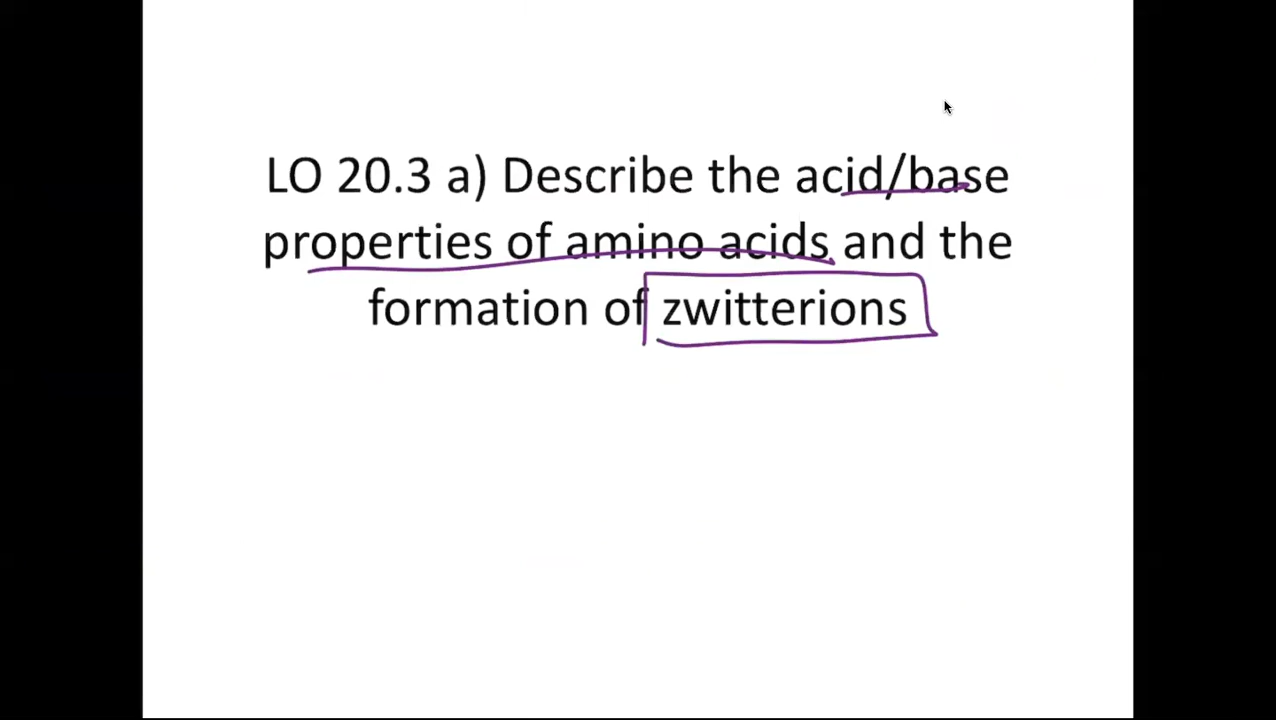 LO 20.3 a) Describe the acid/base
properties of amino acids and the
formation of zwitterions